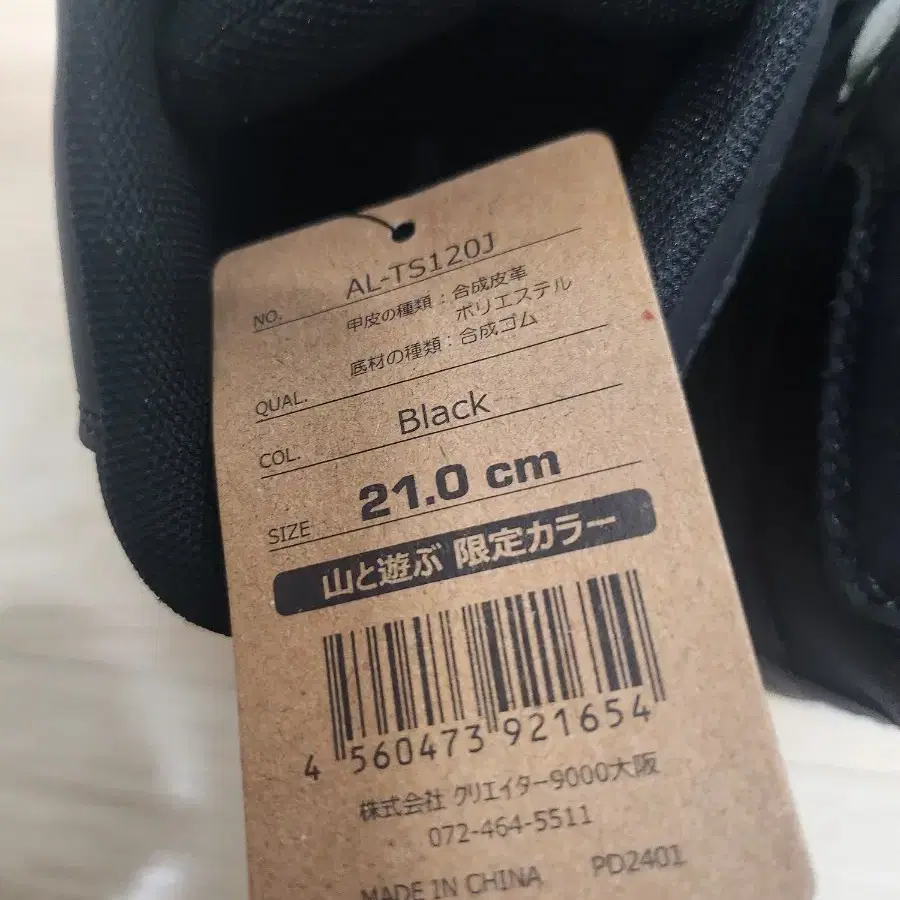 NO. AL-TS120J
甲皮の種類：合成皮革
ポリエステル
底材の種類：合成ゴム
QUAL.
COL. Black
SIZE 21.0 cm
山と遊ぶ 限定カラー
4 560473 921654
株式会社 クリエイター9000大阪
072-464-5511
MADE IN CHINA PD2401